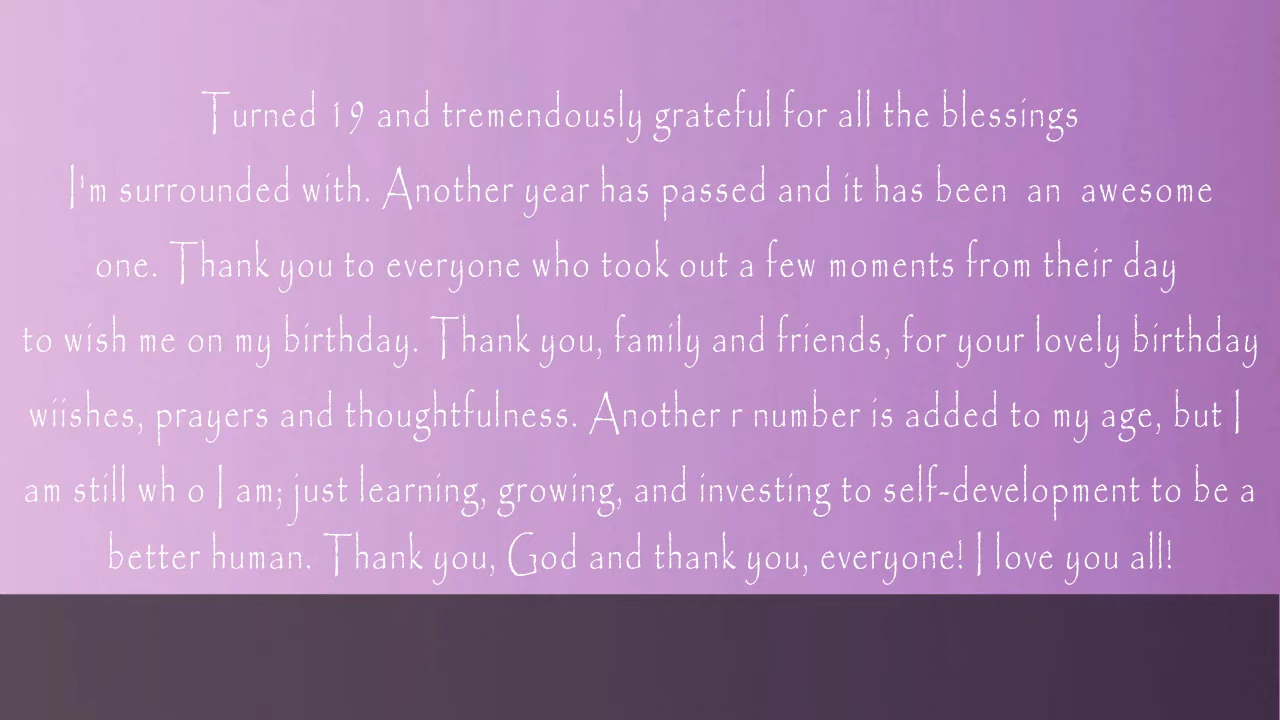 Turned 19 and tremendously grateful for all the blessings
I'm surrounded with. Another year has passed and it has been  an  awesome
one. Thank you to everyone who took out a few moments from their day
to wish me on my birthday. Thank you, family and friends, for your lovely birthday
wiishes, prayers and thoughtfulness. Another r number is added to my age, but I
am still wh o I am; just learning, growing, and investing to self-development to be a
better human. Thank you, God and thank you, everyone! I love you all!